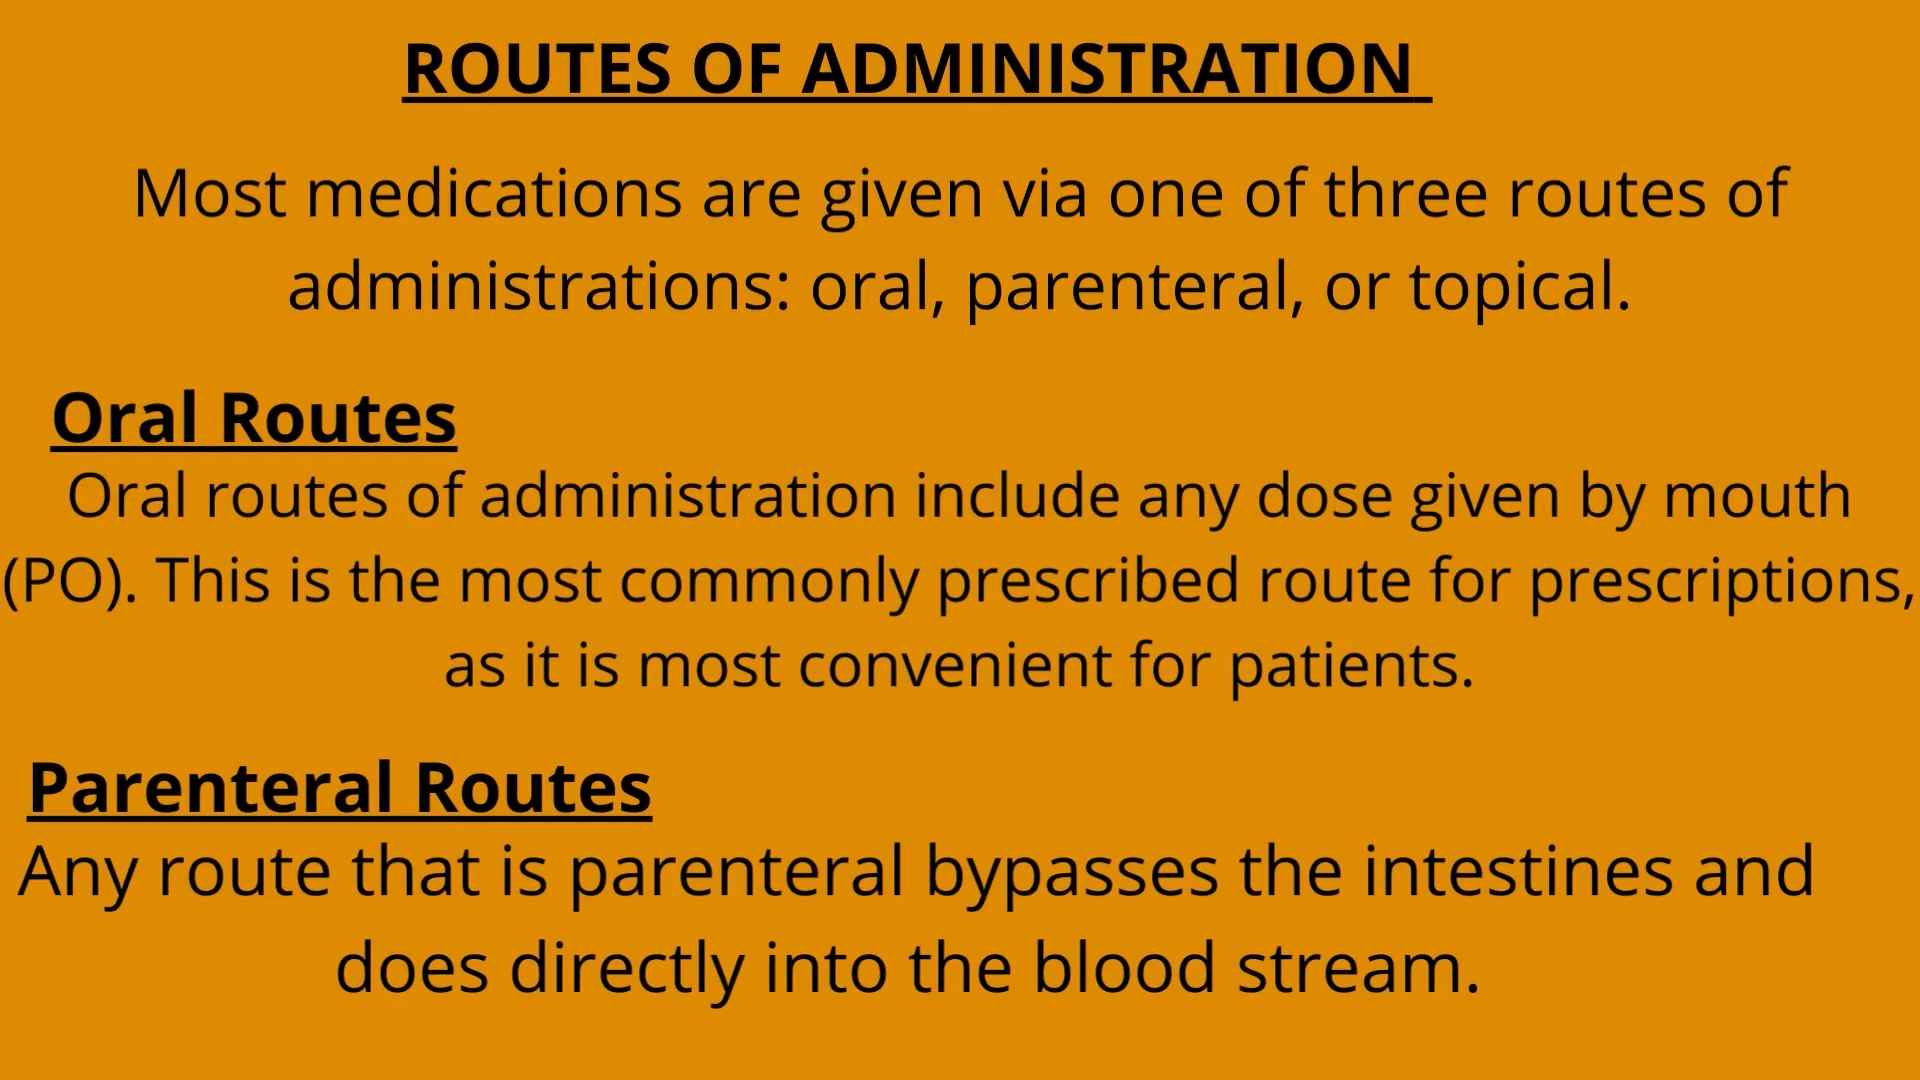 ROUTES OF ADMINISTRATION
Most medications are given via one of three routes of
administrations: oral, parenteral, or topical.
Oral Routes
Oral routes of administration include any dose given by mouth
(PO). This is the most commonly prescribed route for prescriptions,
as it is most convenient for patients.
Parenteral Routes
Any route that is parenteral bypasses the intestines and
does directly into the blood stream.